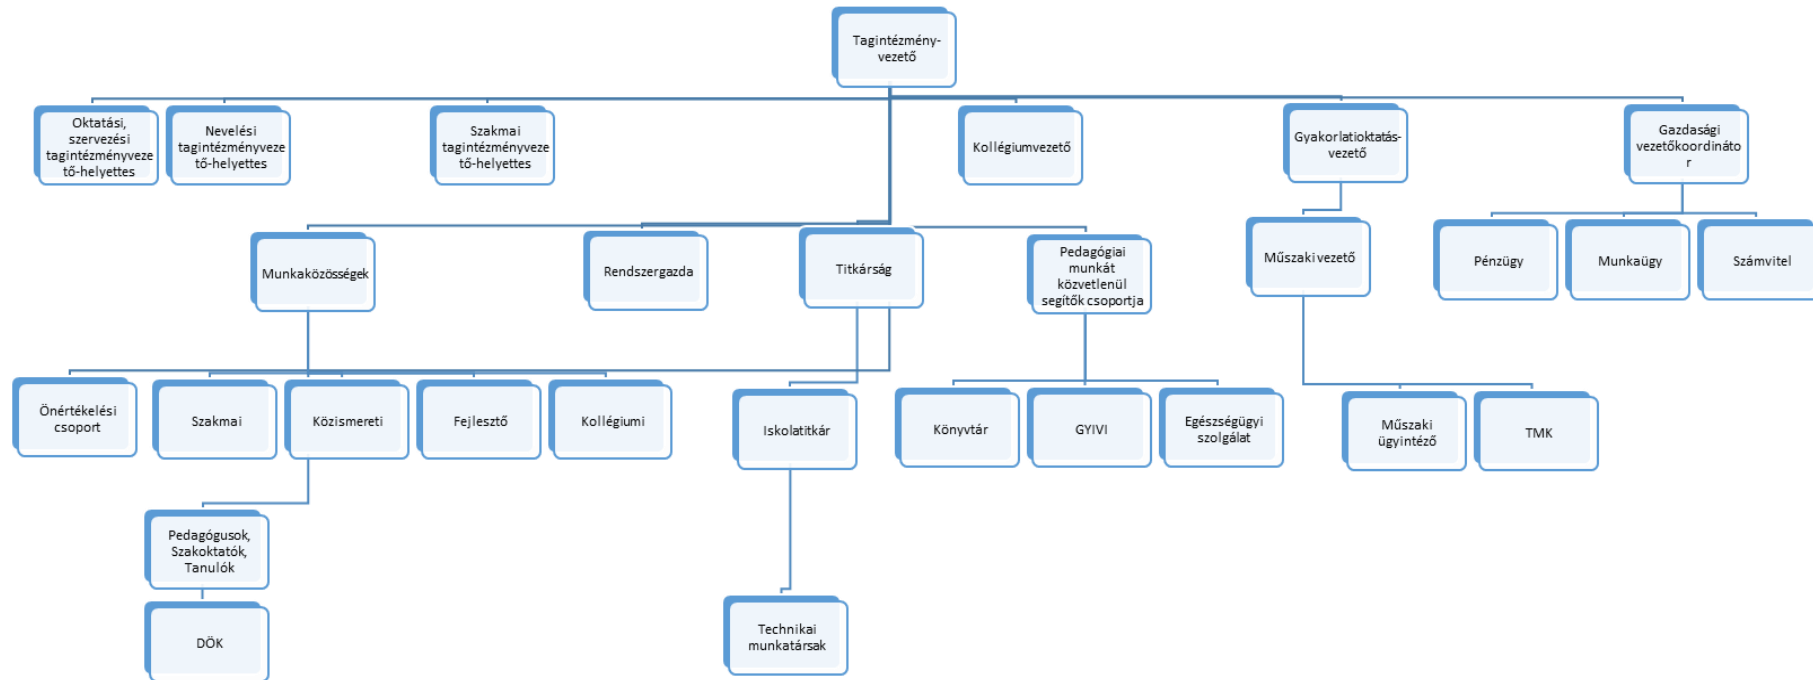 Tagintézmény-
vezető
Oktatási,
szervezési
tagintézményveze
tő-helyettes
Nevelési
tagintézményveze
tő-helyettes
Szakmai
tagintézményveze
tő-helyettes
Kollégiumvezető
Gyakorlatioktatás-
vezető
Gazdasági
vezetőkoordináto
r
Munkaközösségek
Rendszergazda
Titkárság
Pedagógiai
munkát
közvetlenül
segítők csoportja
Műszaki vezető
Pénzügy
Munkaügy
Számvitel
Önértékelési
csoport
Szakmai
Közismereti
Fejlesztő
Kollégiumi
Iskolatitkár
Könyvtár
GYIVI
Egészségügyi
szolgálat
Műszaki
ügyintéző
TMK
Pedagógusok,
Szakoktatók,
Tanulók
DÖK
Technikai
munkatársak